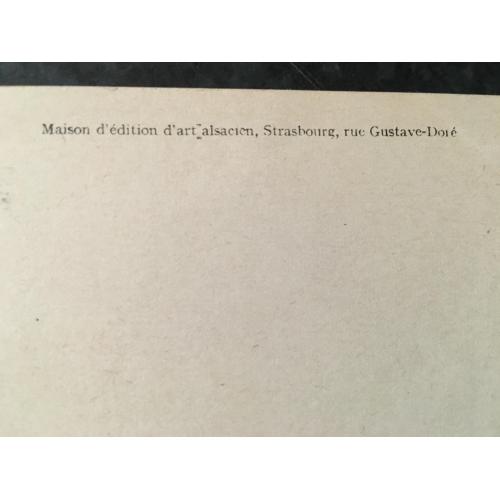 Maison d'édition d'art alsacien, Strasbourg, rue Gustave-Doré